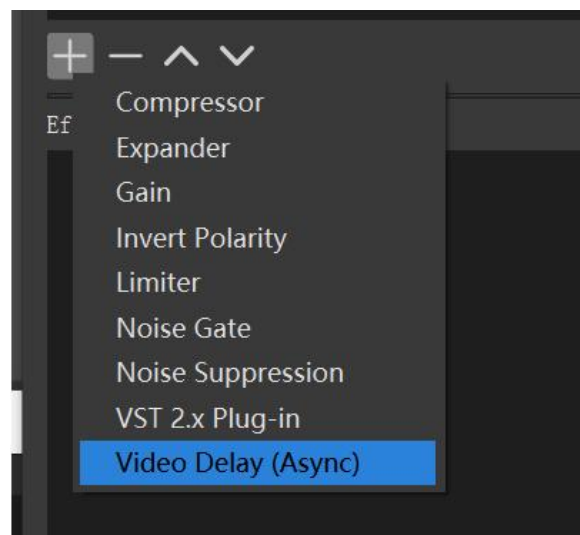 Compressor
Ef
Expander
Gain
Invert Polarity
Limiter
Noise Gate
Noise Suppression
VST 2.x Plug-in
Video Delay (Async)